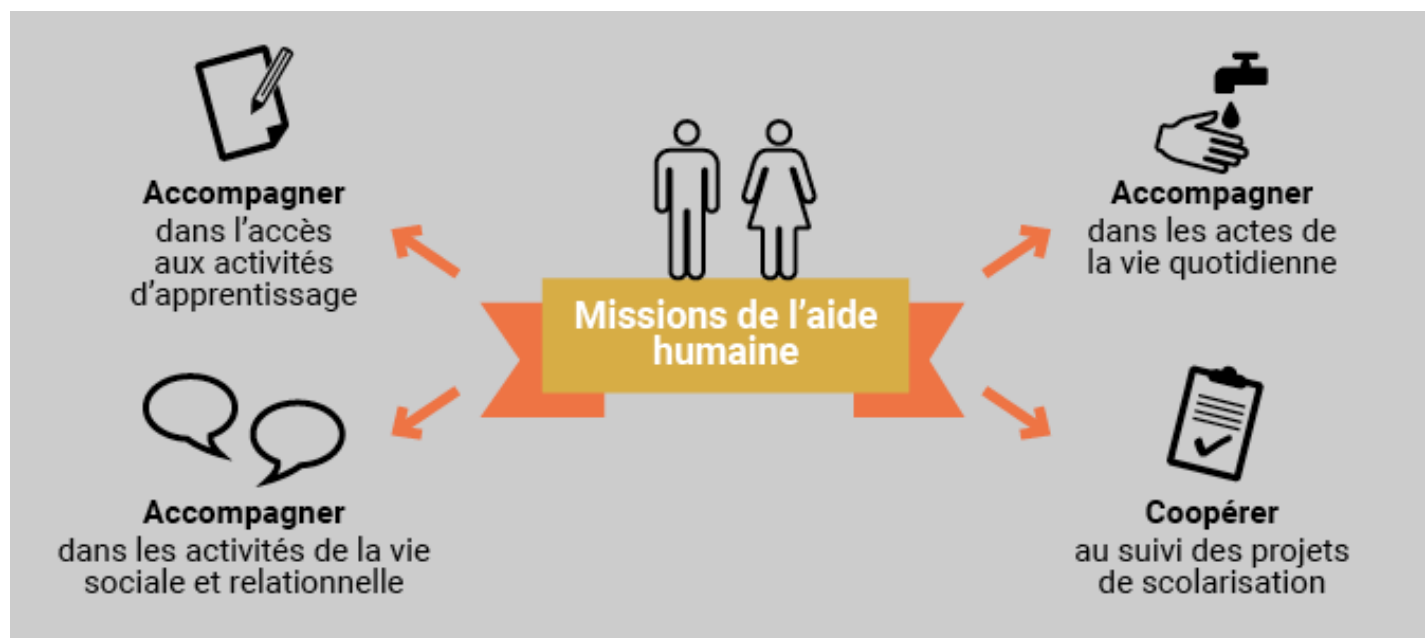 Accompagner
dans l’accès
aux activités
d’apprentissage
Accompagner
dans les actes de
la vie quotidienne
Missions de l’aide
humaine
Accompagner
dans les activités de la vie
sociale et relationnelle
Coopérer
au suivi des projets
de scolarisation